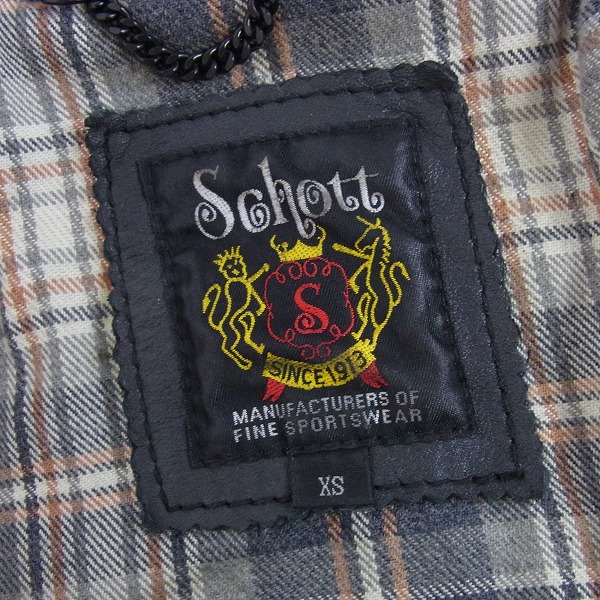 Schott
S
SINCE 1913
MANUFACTURERS OF
FINE SPORTSWEAR
XS